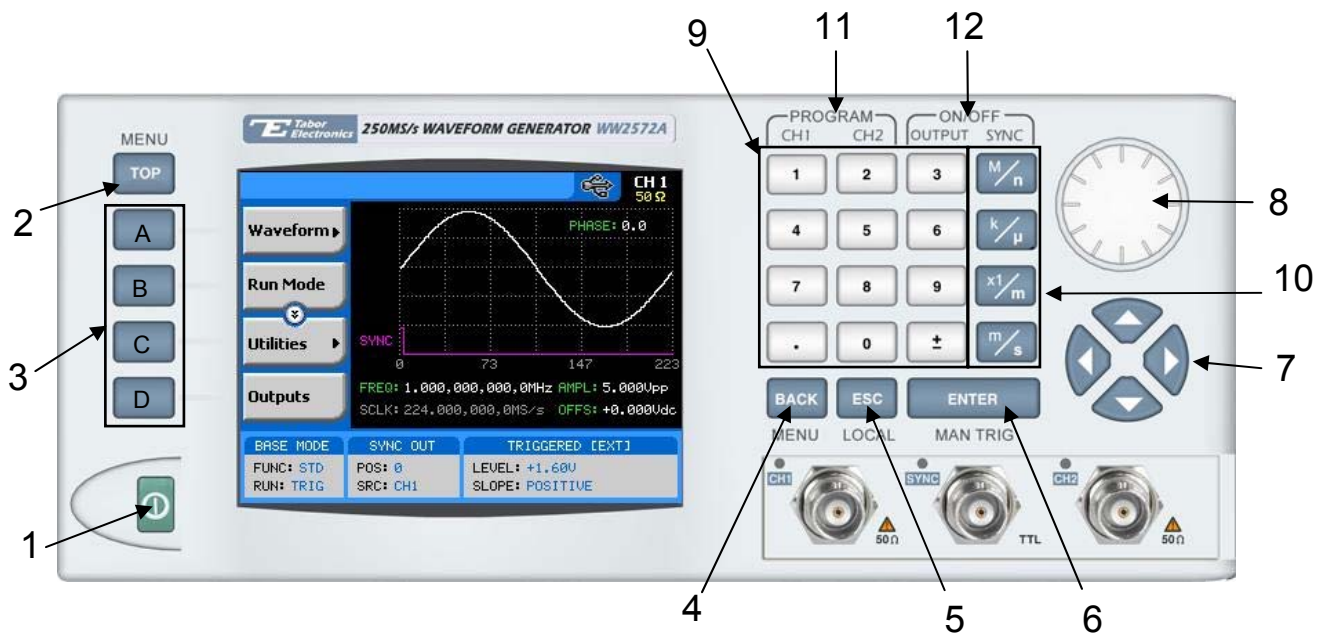 9
11
12
PROGRAM
ON/OFF
CH1 CH2 OUTPUT SYNC
MENU
Tabor Electronics 250MS/s WAVEFORM GENERATOR WW2572A
TOP
2
CH 1
50 Ω
1 2 3 M/n
8
A
Waveform
PHASE: 0.0
4 5 6 k/μ
B
Run Mode
7 8 9 x1/m
10
C
Utilities
SYNC
. 0 ± m/s
3
0 73 147 223
7
D
Outputs
FREQ: 1.000,000,000,0MHz AMPL: 5.000Vpp
SCLK: 224.000,000,0MS/s OFFS: +0.000Vdc
BACK ESC ENTER
MENU LOCAL MAN TRIG
BASE MODE SYNC OUT TRIGGERED [EXT]
FUNC: STD POS: 0 LEVEL: +1.60V
RUN: TRIG SRC: CH1 SLOPE: POSITIVE
CH1 SYNC CH2
50Ω TTL 50Ω
1
4
5
6